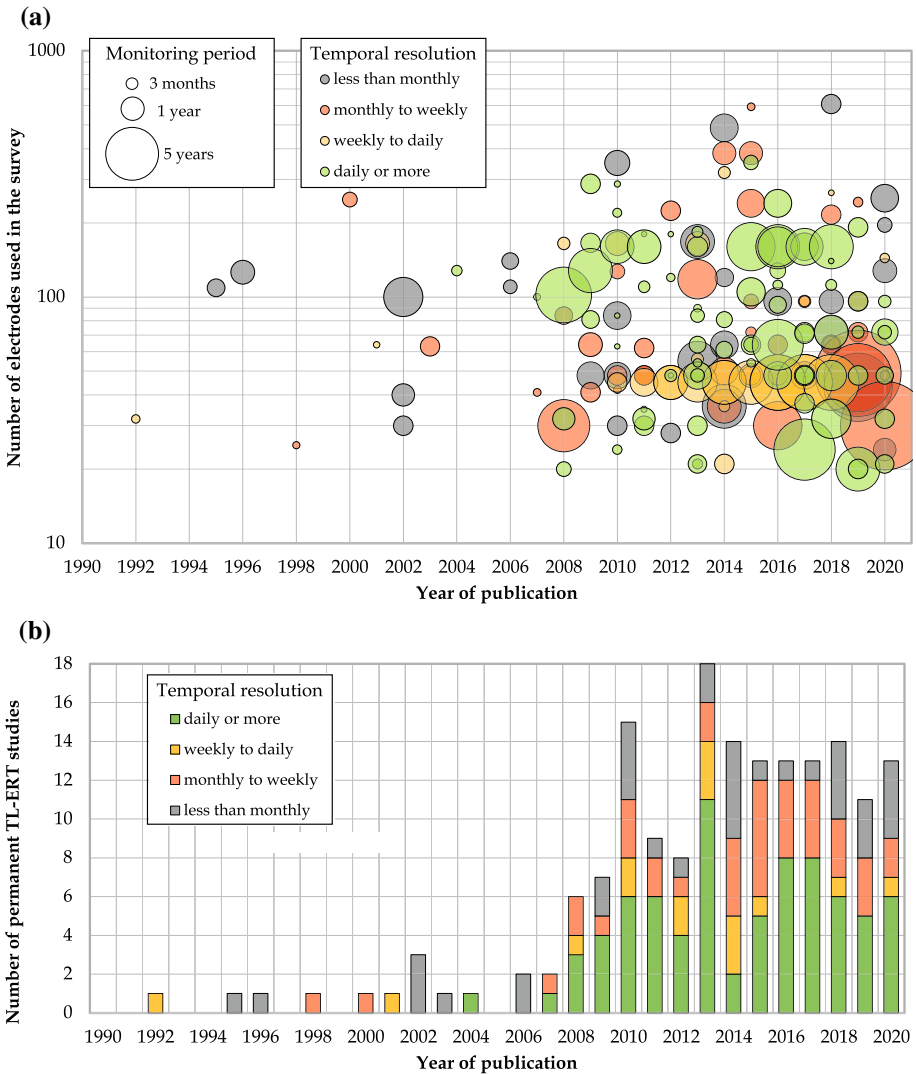 (a)
Number of electrodes used in the survey
1000
100
10
Monitoring period
3 months
1 year
5 years
Temporal resolution
less than monthly
monthly to weekly
weekly to daily
daily or more
1990 1992 1994 1996 1998 2000 2002 2004 2006 2008 2010 2012 2014 2016 2018 2020
Year of publication
(b)
Number of permanent TL-ERT studies
18
16
14
12
10
8
6
4
2
0
Temporal resolution
daily or more
weekly to daily
monthly to weekly
less than monthly
1990 1992 1994 1996 1998 2000 2002 2004 2006 2008 2010 2012 2014 2016 2018 2020
Year of publication